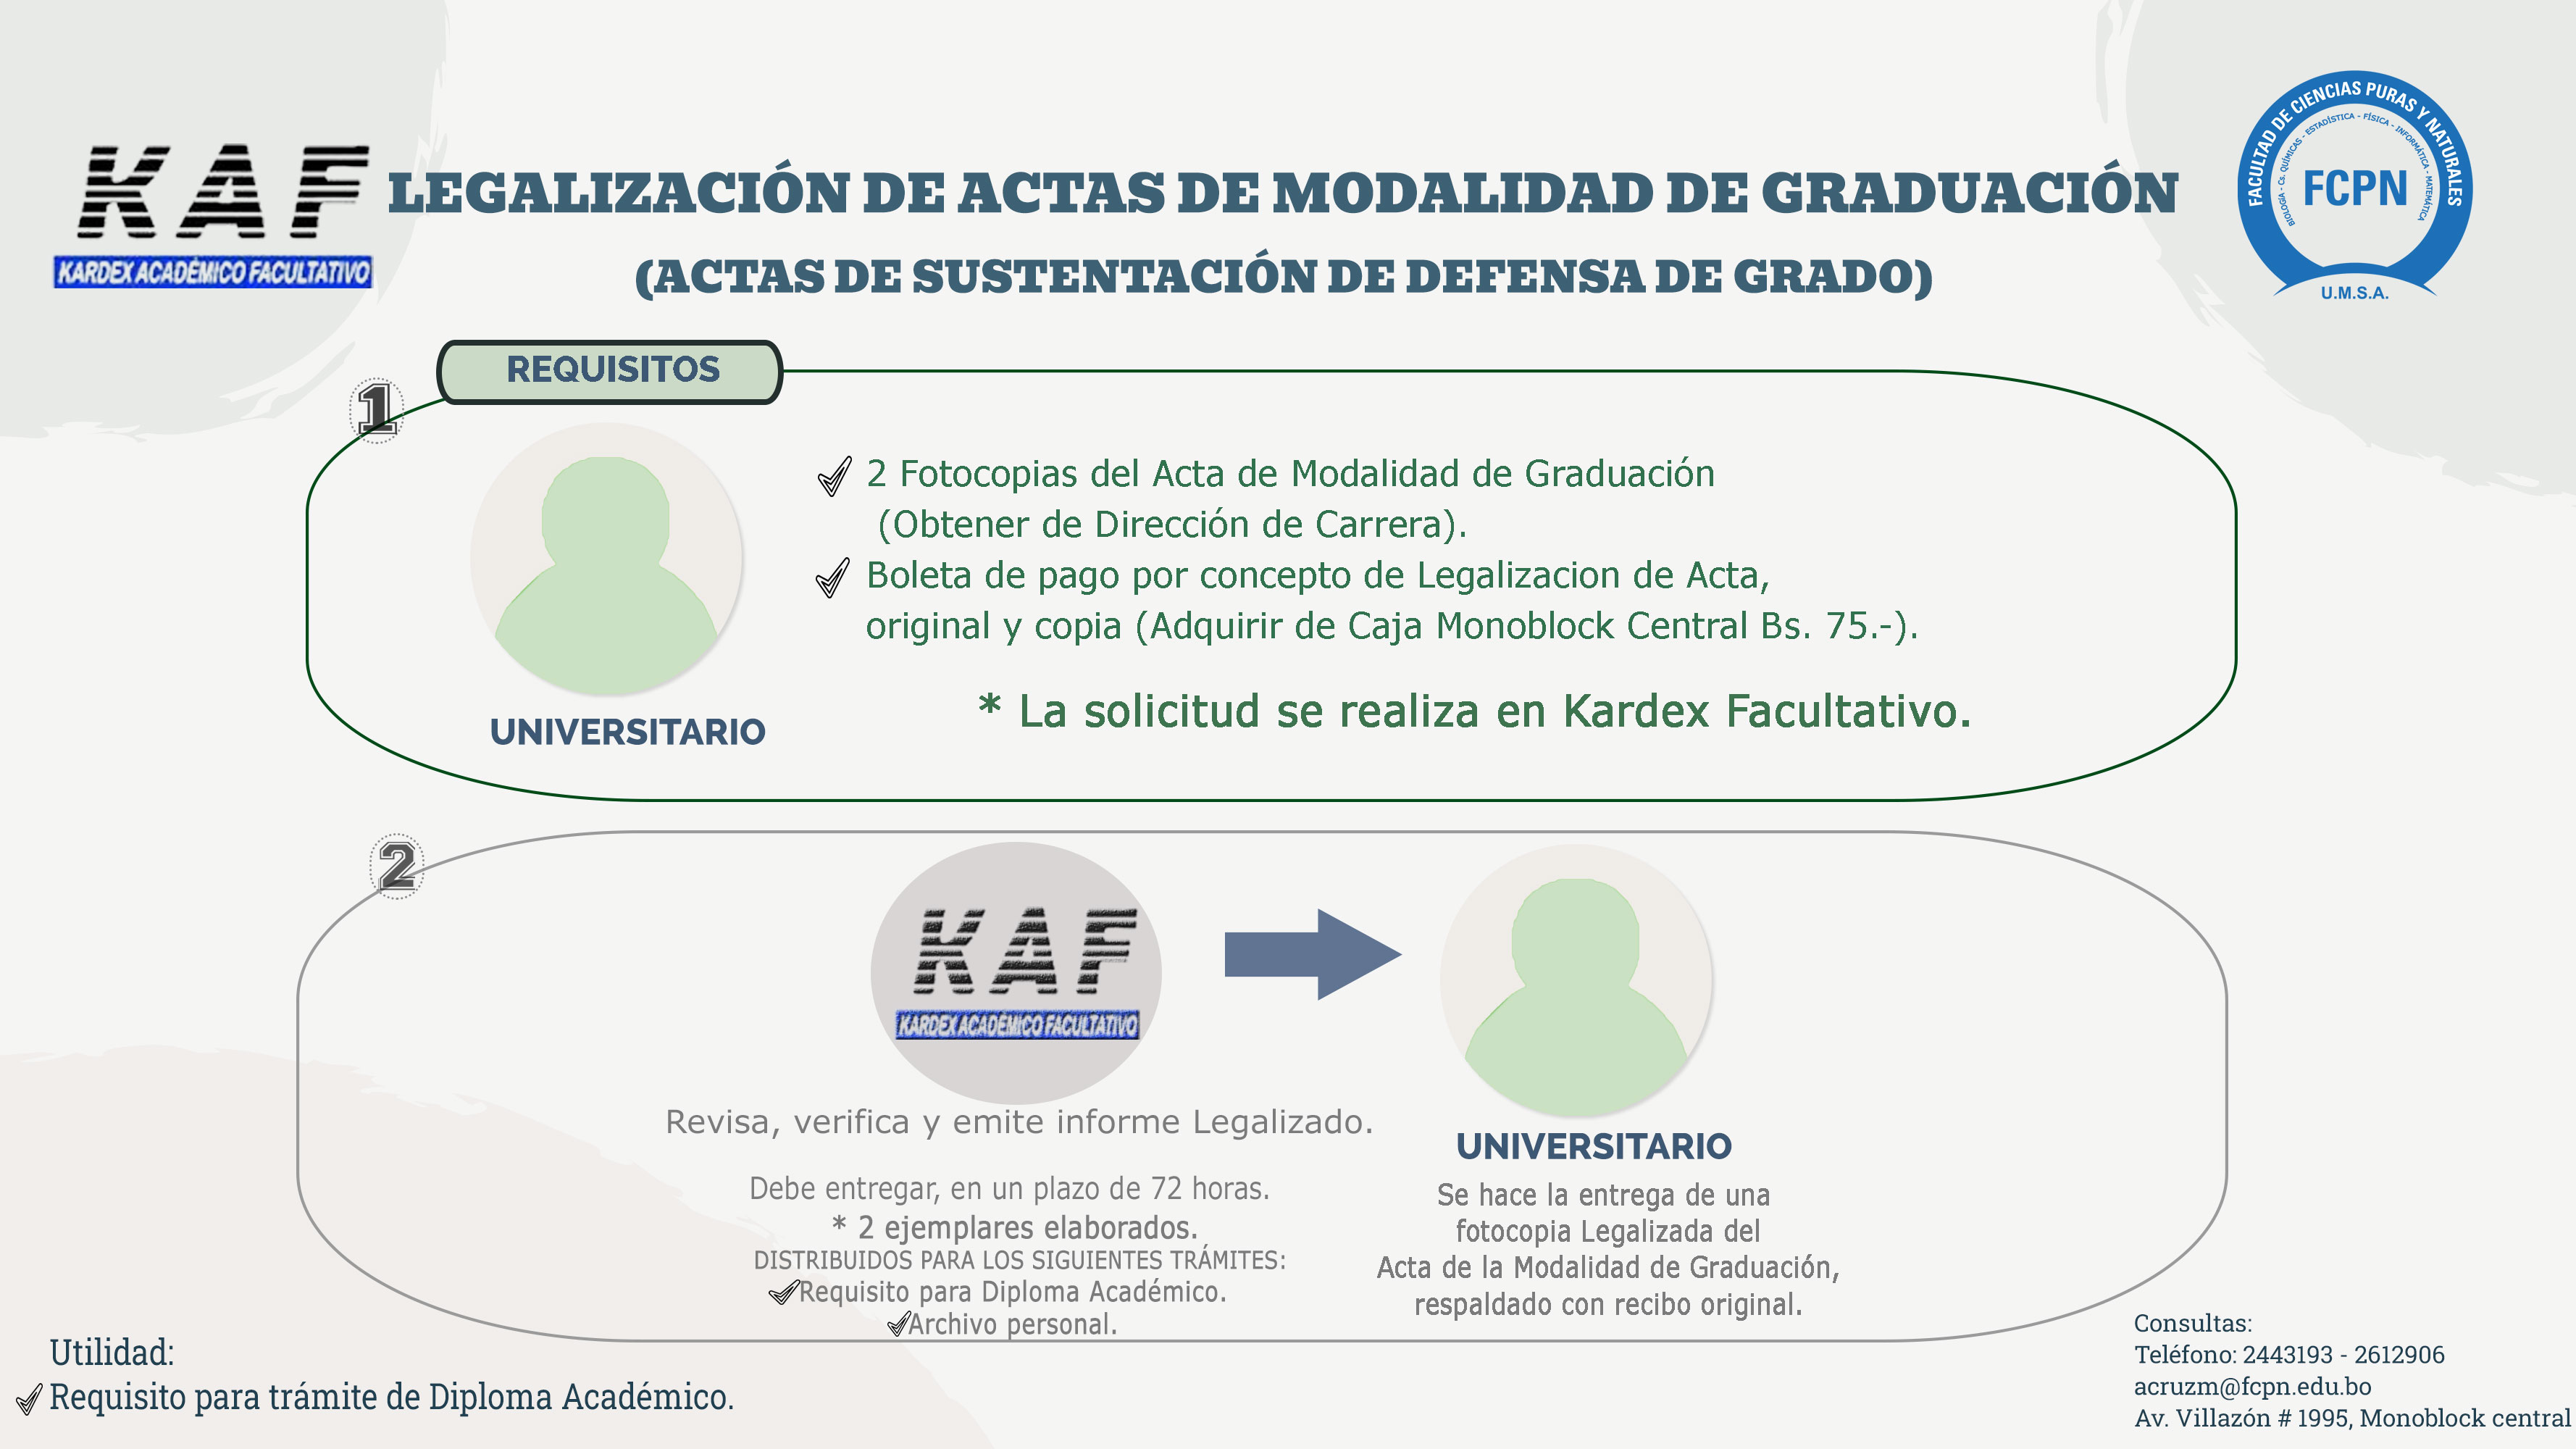 KAF
KARDEX ACADÉMICO FACULTATIVO
LEGALIZACIÓN DE ACTAS DE MODALIDAD DE GRADUACIÓN
(ACTAS DE SUSTENTACIÓN DE DEFENSA DE GRADO)
FACULTAD DE CIENCIAS PURAS Y NATURALES
BIOLOGÍA - Cs. QUÍMICAS - ESTADÍSTICA - FÍSICA - INFORMÁTICA - MATEMÁTICA
FCPN
U.M.S.A.
REQUISITOS
1
2 Fotocopias del Acta de Modalidad de Graduación
(Obtener de Dirección de Carrera).
Boleta de pago por concepto de Legalizacion de Acta,
original y copia (Adquirir de Caja Monoblock Central Bs. 75.-).
* La solicitud se realiza en Kardex Facultativo.
UNIVERSITARIO
2
KAF
KARDEX ACADÉMICO FACULTATIVO
Revisa, verifica y emite informe Legalizado.
Debe entregar, en un plazo de 72 horas.
* 2 ejemplares elaborados.
DISTRIBUIDOS PARA LOS SIGUIENTES TRÁMITES:
Requisito para Diploma Académico.
Archivo personal.
UNIVERSITARIO
Se hace la entrega de una
fotocopia Legalizada del
Acta de la Modalidad de Graduación,
respaldado con recibo original.
Utilidad:
Requisito para trámite de Diploma Académico.
Consultas:
Teléfono: 2443193 - 2612906
acruzm@fcpn.edu.bo
Av. Villazón # 1995, Monoblock central